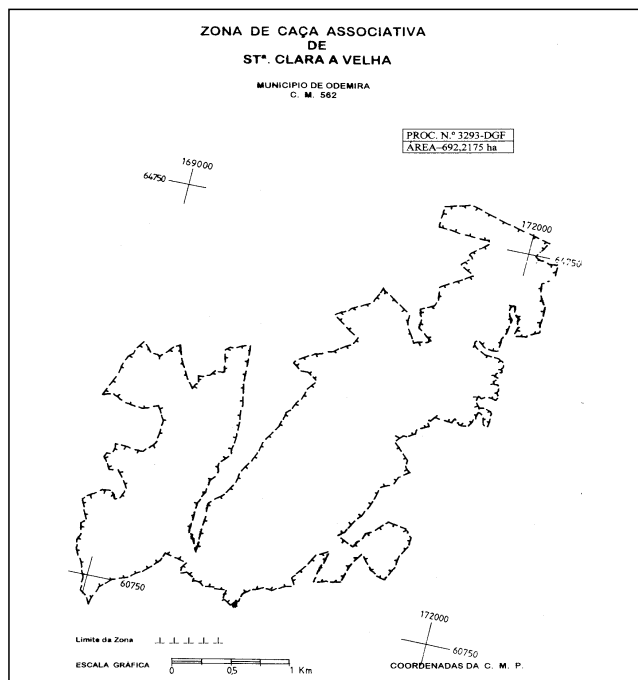 ZONA DE CAÇA ASSOCIATIVA
DE
STª. CLARA A VELHA
MUNICIPIO DE ODEMIRA
C. M. 562
PROC. N.º 3293-DGF
ÁREA–692,2175 ha
169000
64750
172000
64750
60750
172000
60750
Limite da Zona
ESCALA GRÁFICA
0 0,5 1 Km
COORDENADAS DA C. M. P.